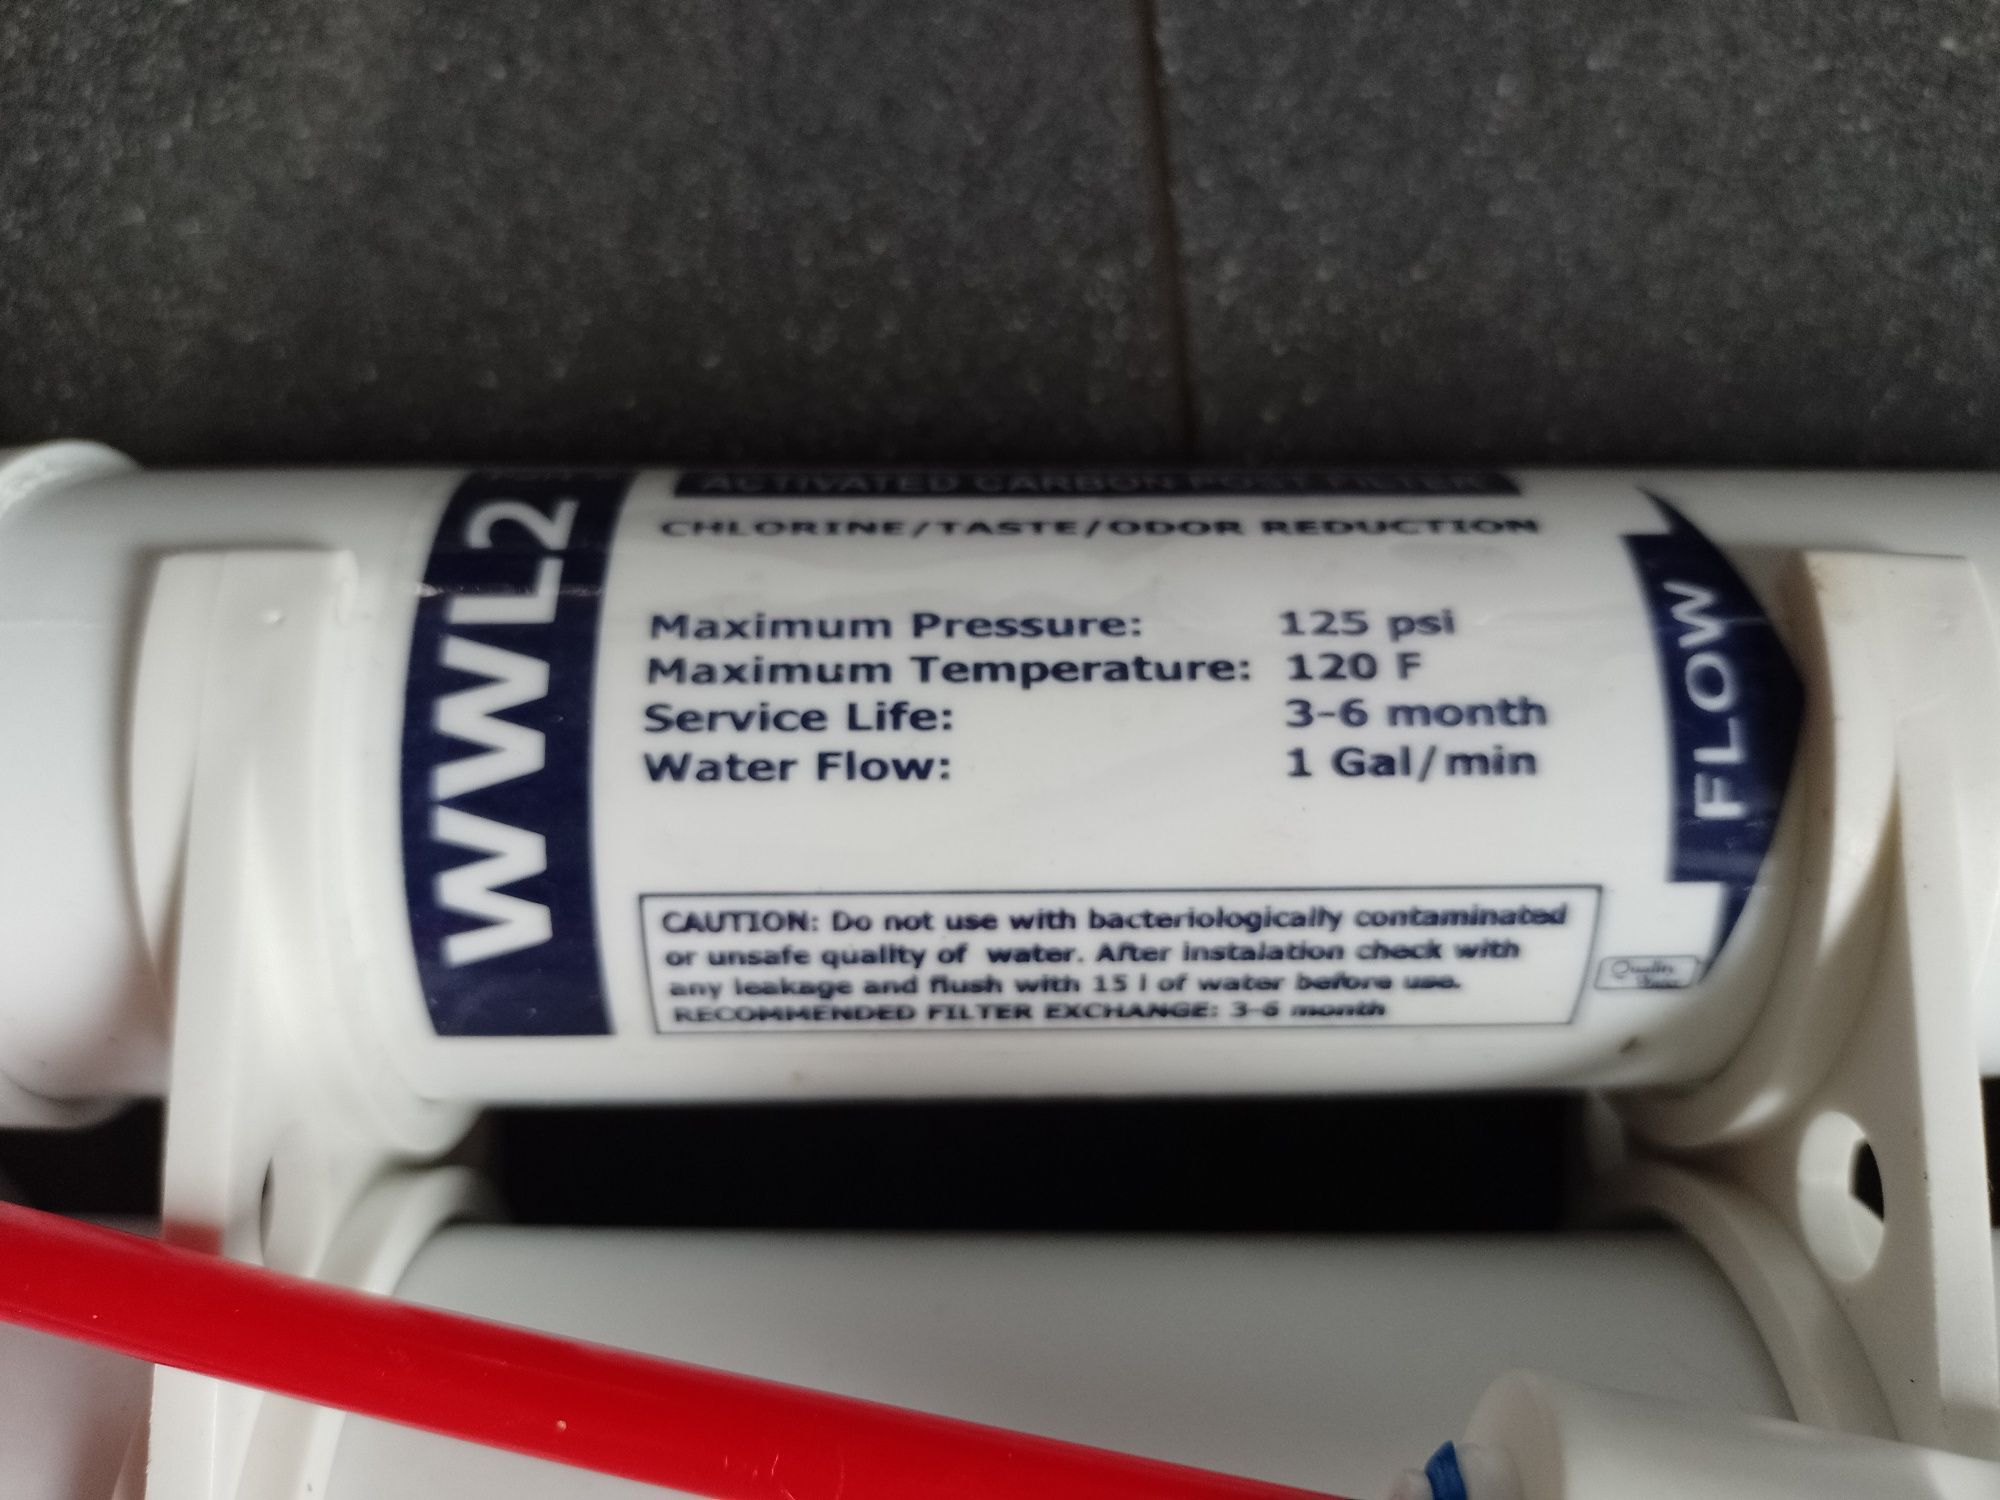 WWL2
ACTIVATED CARBON POST FILTER
CHLORINE/TASTE/ODOR REDUCTION
Maximum Pressure: 125 psi
Maximum Temperature: 120 F
Service Life: 3-6 month
Water Flow: 1 Gal/min
FLOW
CAUTION: Do not use with bacteriologically contaminated
or unsafe quality of water. After instalation check with
any leakage and flush with 15 l of water before use.
RECOMMENDED FILTER EXCHANGE: 3-6 month
Quality